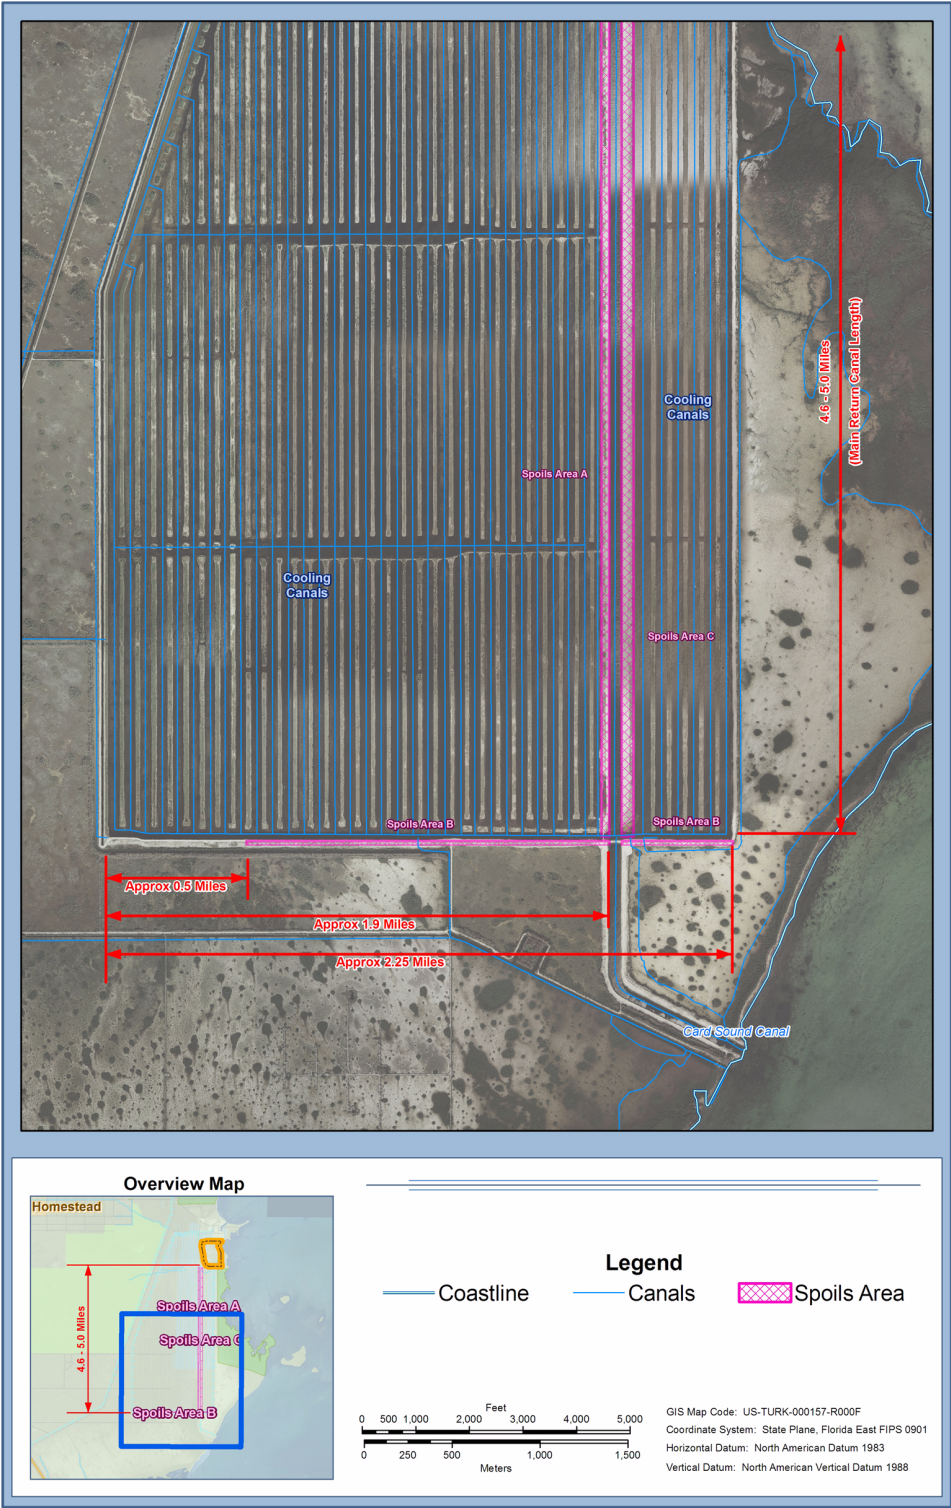 4.6 - 5.0 Miles
(Main Return Canal Length)
Cooling
Canals
Spoils Area A
Cooling
Canals
Spoils Area C
Spoils Area B
Spoils Area B
Approx 0.5 Miles
Approx 1.9 Miles
Approx 2.25 Miles
Card Sound Canal
Overview Map
Homestead
Spoils Area A
Spoils Area C
Spoils Area B
4.6 - 5.0 Miles
Legend
Coastline
Canals
Spoils Area
Feet
0 500 1,000 2,000 3,000 4,000 5,000
0 250 500 1,000 1,500
Meters
GIS Map Code: US-TURK-000157-R000F
Coordinate System: State Plane, Florida East FIPS 0901
Horizontal Datum: North American Datum 1983
Vertical Datum: North American Vertical Datum 1988